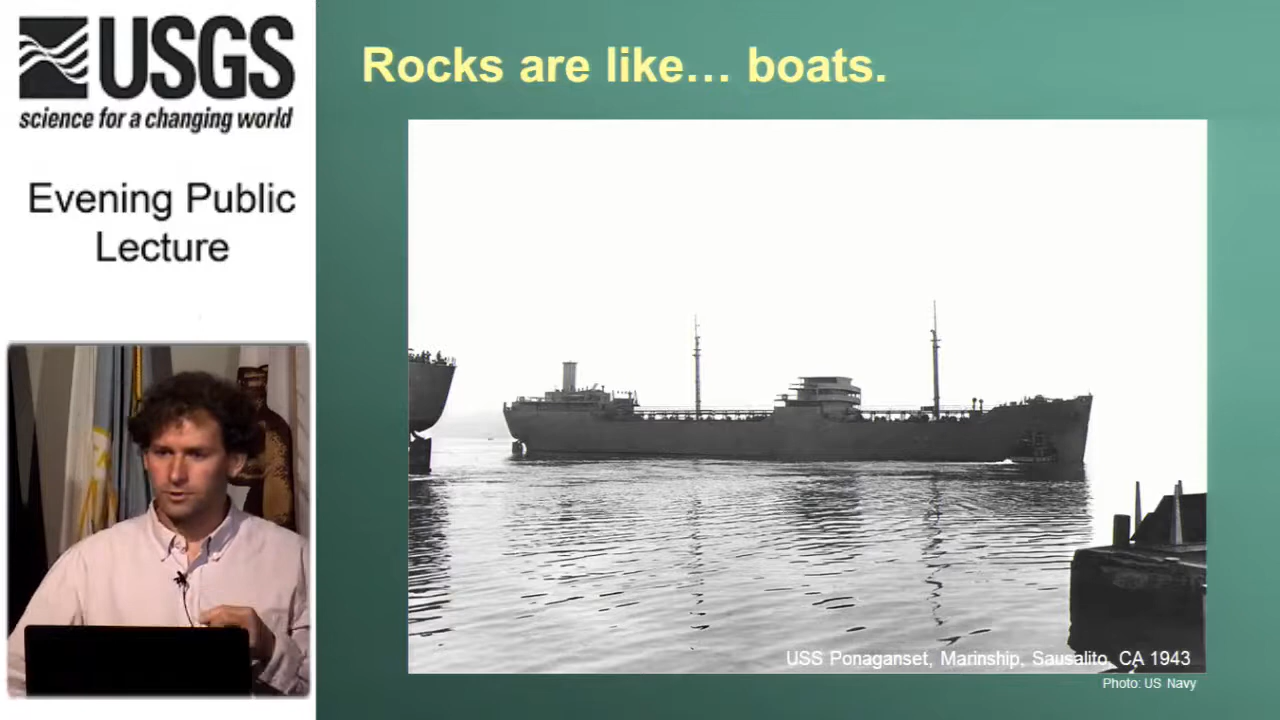 USGS
science for a changing world
Evening Public
Lecture
Rocks are like… boats.
USS Ponaganset, Marinship, Sausalito, CA 1943
Photo: US Navy